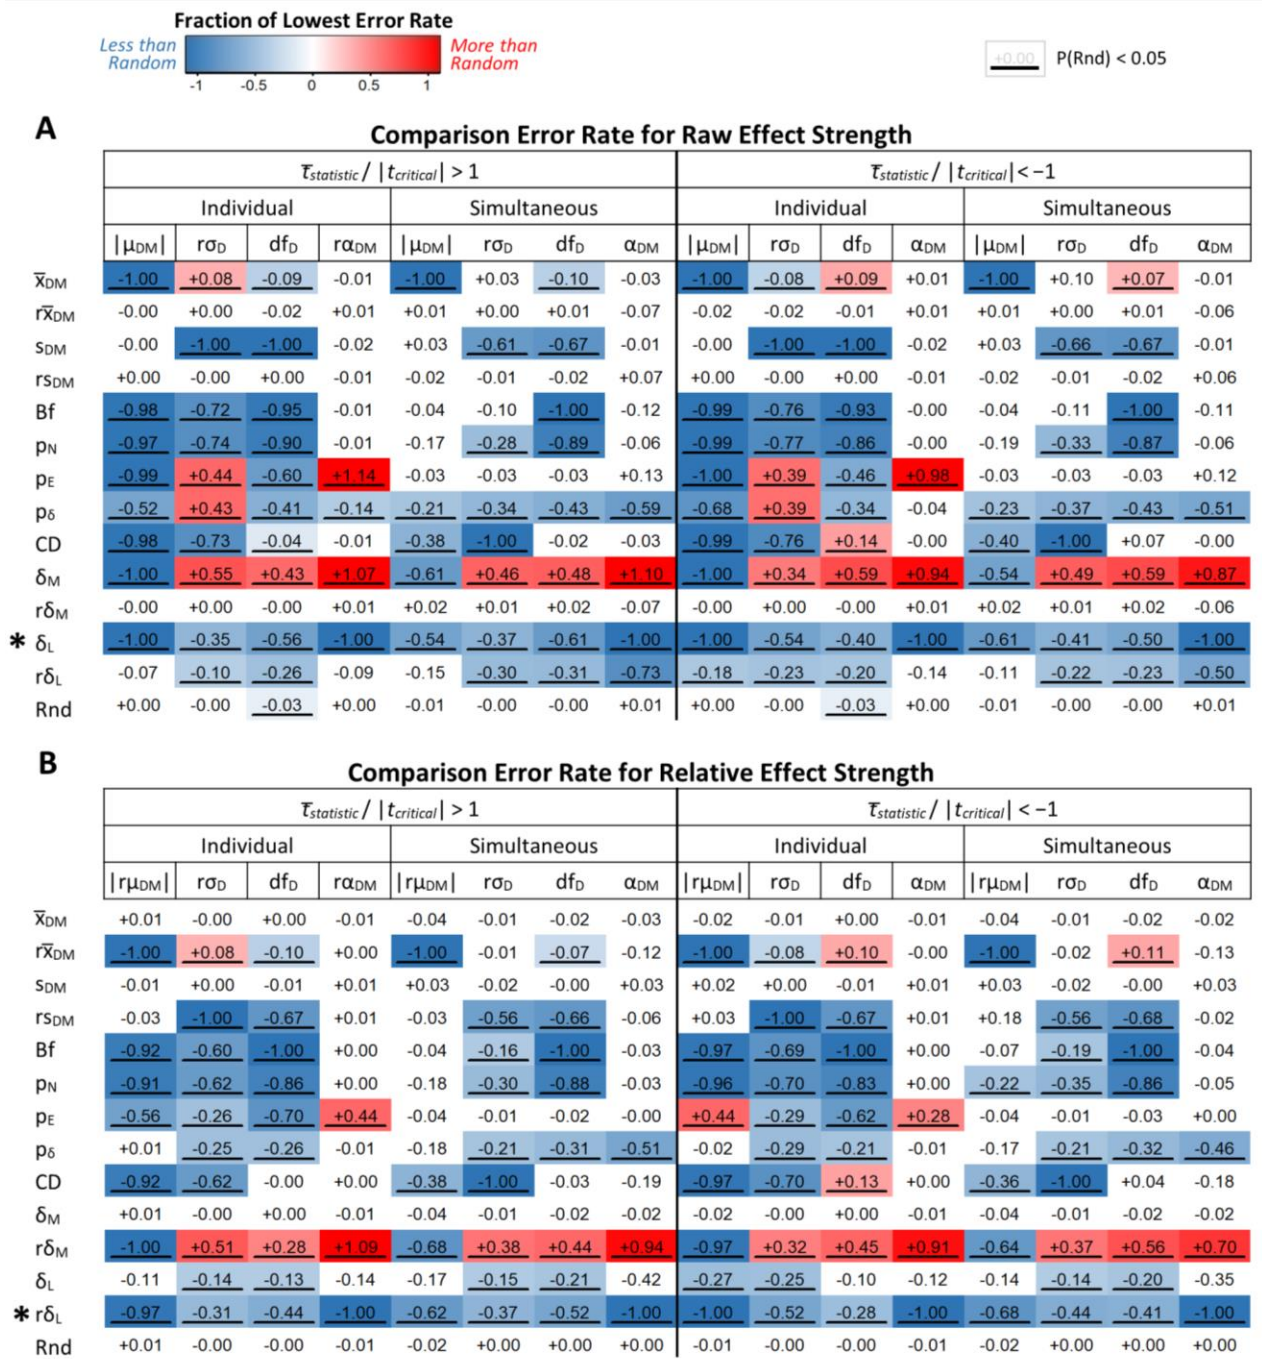 Fraction of Lowest Error Rate
Less than Random
More than Random
-1 -0.5 0 0.5 1
+0.00 P(Rnd) < 0.05
A
Comparison Error Rate for Raw Effect Strength
t̅statistic / |tcritical| > 1 t̅statistic / |tcritical| < −1
Individual Simultaneous Individual Simultaneous
|μDM| rσD dfD rαDM |μDM| rσD dfD αDM |μDM| rσD dfD αDM |μDM| rσD dfD αDM
x̅DM -1.00 +0.08 -0.09 -0.01 -1.00 +0.03 -0.10 -0.03 -1.00 -0.08 +0.09 +0.01 -1.00 +0.10 +0.07 -0.01
rx̅DM -0.00 +0.00 -0.02 +0.01 +0.01 +0.00 +0.01 -0.07 -0.02 -0.02 -0.01 +0.01 +0.01 +0.00 +0.01 -0.06
sDM -0.00 -1.00 -1.00 -0.02 +0.03 -0.61 -0.67 -0.01 -0.00 -1.00 -1.00 -0.02 +0.03 -0.66 -0.67 -0.01
rsDM +0.00 -0.00 +0.00 -0.01 -0.02 -0.01 -0.02 +0.07 +0.00 -0.00 +0.00 -0.01 -0.02 -0.01 -0.02 +0.06
Bf -0.98 -0.72 -0.95 -0.01 -0.04 -0.10 -1.00 -0.12 -0.99 -0.76 -0.93 -0.00 -0.04 -0.11 -1.00 -0.11
pN -0.97 -0.74 -0.90 -0.01 -0.17 -0.28 -0.89 -0.06 -0.99 -0.77 -0.86 -0.00 -0.19 -0.33 -0.87 -0.06
pE -0.99 +0.44 -0.60 +1.14 -0.03 -0.03 -0.03 +0.13 -1.00 +0.39 -0.46 +0.98 -0.03 -0.03 -0.03 +0.12
pδ -0.52 +0.43 -0.41 -0.14 -0.21 -0.34 -0.43 -0.59 -0.68 +0.39 -0.34 -0.04 -0.23 -0.37 -0.43 -0.51
CD -0.98 -0.73 -0.04 -0.01 -0.38 -1.00 -0.02 -0.03 -0.99 -0.76 +0.14 -0.00 -0.40 -1.00 +0.07 -0.00
δM -1.00 +0.55 +0.43 +1.07 -0.61 +0.46 +0.48 +1.10 -1.00 +0.34 +0.59 +0.94 -0.54 +0.49 +0.59 +0.87
rδM -0.00 +0.00 -0.00 +0.01 +0.02 +0.01 +0.02 -0.07 -0.00 +0.00 -0.00 +0.01 +0.02 +0.01 +0.02 -0.06
* δL -1.00 -0.35 -0.56 -1.00 -0.54 -0.37 -0.61 -1.00 -1.00 -0.54 -0.40 -1.00 -0.61 -0.41 -0.50 -1.00
rδL -0.07 -0.10 -0.26 -0.09 -0.15 -0.30 -0.31 -0.73 -0.18 -0.23 -0.20 -0.14 -0.11 -0.22 -0.23 -0.50
Rnd +0.00 -0.00 -0.03 +0.00 -0.01 -0.00 -0.00 +0.01 +0.00 -0.00 -0.03 +0.00 -0.01 -0.00 -0.00 +0.01
B
Comparison Error Rate for Relative Effect Strength
t̅statistic / |tcritical| > 1 t̅statistic / |tcritical| < −1
Individual Simultaneous Individual Simultaneous
|rμDM| rσD dfD rαDM |rμDM| rσD dfD αDM |rμDM| rσD dfD αDM |rμDM| rσD dfD αDM
x̅DM +0.01 -0.00 +0.00 -0.01 -0.04 -0.01 -0.02 -0.03 -0.02 -0.01 +0.00 -0.01 -0.04 -0.01 -0.02 -0.02
rx̅DM -1.00 +0.08 -0.10 +0.00 -1.00 -0.01 -0.07 -0.12 -1.00 -0.08 +0.10 -0.00 -1.00 -0.02 +0.11 -0.13
sDM -0.01 +0.00 -0.01 +0.01 +0.03 -0.02 -0.00 +0.03 +0.02 +0.00 -0.01 +0.01 +0.03 -0.02 -0.00 +0.03
rsDM -0.03 -1.00 -0.67 +0.01 -0.03 -0.56 -0.66 -0.06 +0.03 -1.00 -0.67 +0.01 +0.18 -0.56 -0.68 -0.02
Bf -0.92 -0.60 -1.00 +0.00 -0.04 -0.16 -1.00 -0.03 -0.97 -0.69 -1.00 +0.00 -0.07 -0.19 -1.00 -0.04
pN -0.91 -0.62 -0.86 +0.00 -0.18 -0.30 -0.88 -0.03 -0.96 -0.70 -0.83 +0.00 -0.22 -0.35 -0.86 -0.05
pE -0.56 -0.26 -0.70 +0.44 -0.04 -0.01 -0.02 -0.00 +0.44 -0.29 -0.62 +0.28 -0.04 -0.01 -0.03 +0.00
pδ +0.01 -0.25 -0.26 -0.01 -0.18 -0.21 -0.31 -0.51 -0.02 -0.29 -0.21 -0.01 -0.17 -0.21 -0.32 -0.46
CD -0.92 -0.62 -0.00 +0.00 -0.38 -1.00 -0.03 -0.19 -0.97 -0.70 +0.13 +0.00 -0.36 -1.00 +0.04 -0.18
δM +0.01 -0.00 +0.00 -0.01 -0.04 -0.01 -0.02 -0.02 -0.02 -0.00 +0.00 -0.01 -0.04 -0.01 -0.02 -0.02
rδM -1.00 +0.51 +0.28 +1.09 -0.68 +0.38 +0.44 +0.94 -0.97 +0.32 +0.45 +0.91 -0.64 +0.37 +0.56 +0.70
δL -0.11 -0.14 -0.13 -0.14 -0.17 -0.15 -0.21 -0.42 -0.27 -0.25 -0.10 -0.12 -0.14 -0.14 -0.20 -0.35
* rδL -0.97 -0.31 -0.44 -1.00 -0.62 -0.37 -0.52 -1.00 -1.00 -0.52 -0.28 -1.00 -0.68 -0.44 -0.41 -1.00
Rnd +0.01 -0.00 -0.00 -0.01 -0.02 +0.00 +0.00 +0.00 -0.01 -0.00 -0.00 -0.01 -0.02 +0.00 +0.00 +0.00